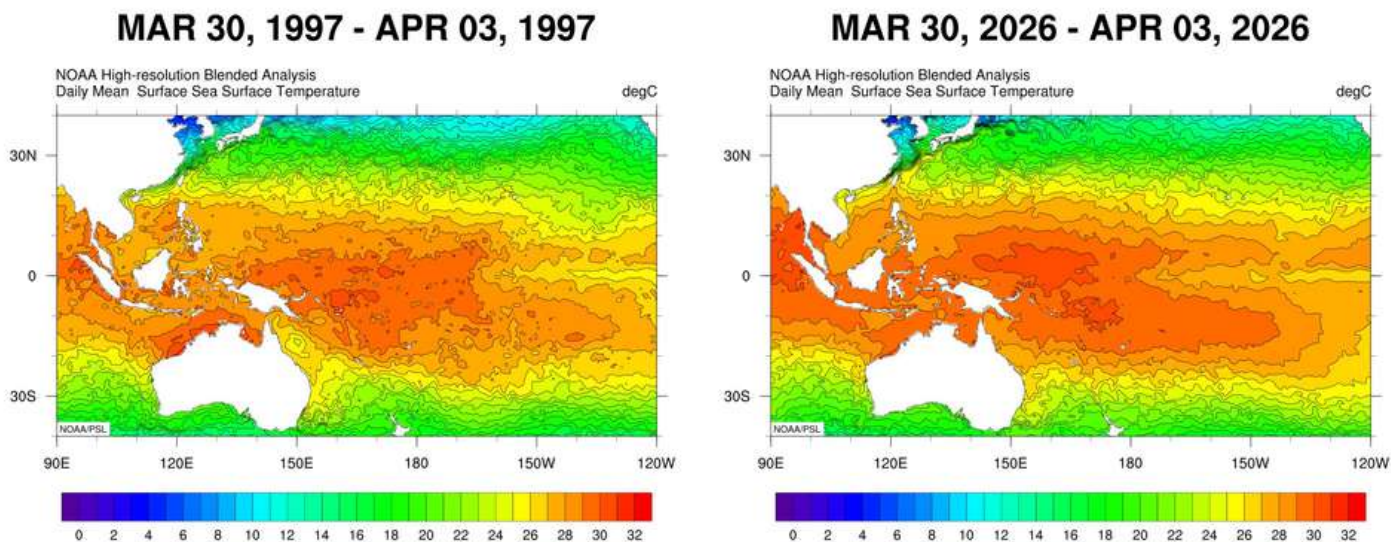 MAR 30, 1997 - APR 03, 1997
NOAA High-resolution Blended Analysis
Daily Mean Surface Sea Surface Temperature degC
30N
0
30S
NOAA/PSL
90E 120E 150E 180 150W 120W
0 2 4 6 8 10 12 14 16 18 20 22 24 26 28 30 32
MAR 30, 2026 - APR 03, 2026
NOAA High-resolution Blended Analysis
Daily Mean Surface Sea Surface Temperature degC
30N
0
30S
NOAA/PSL
90E 120E 150E 180 150W 120W
0 2 4 6 8 10 12 14 16 18 20 22 24 26 28 30 32